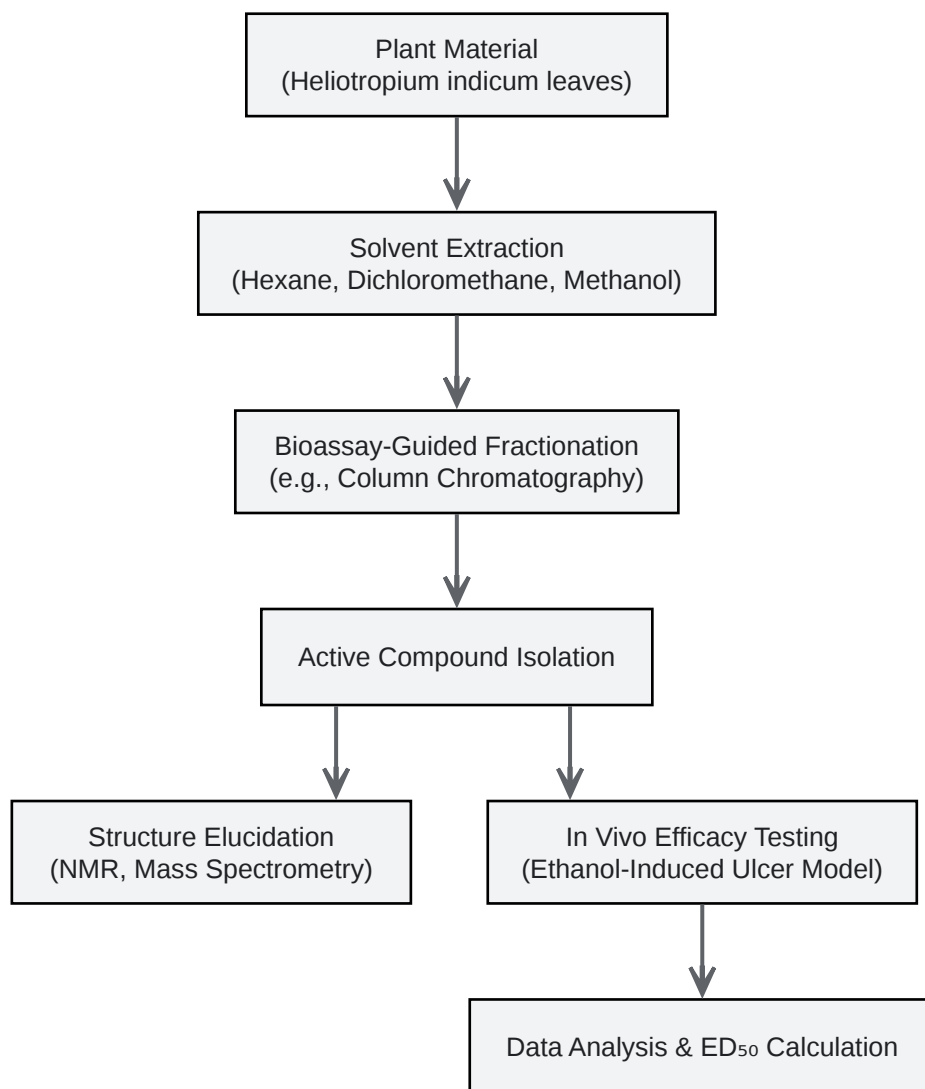 Plant Material
(Heliotropium indicum leaves)
Solvent Extraction
(Hexane, Dichloromethane, Methanol)
Bioassay-Guided Fractionation
(e.g., Column Chromatography)
Active Compound Isolation
Structure Elucidation
(NMR, Mass Spectrometry)
In Vivo Efficacy Testing
(Ethanol-Induced Ulcer Model)
Data Analysis & ED₅₀ Calculation